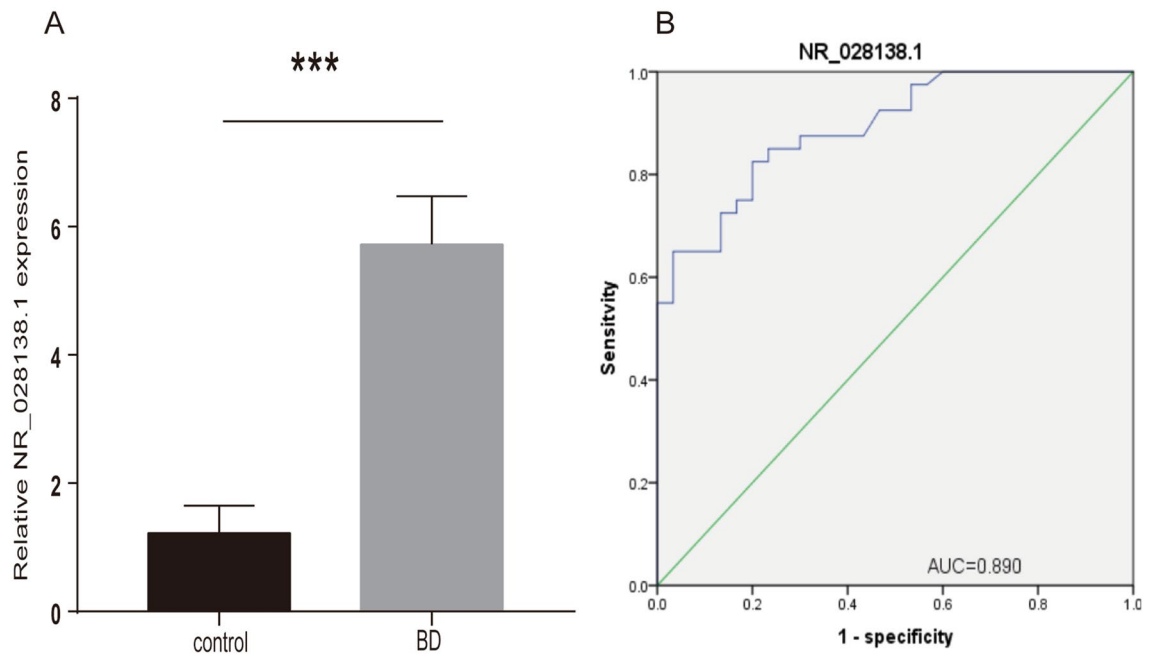 A
***
Relative NR_028138.1 expression
8
6
4
2
0
control
BD
B
NR_028138.1
Sensitvity
1.0
0.8
0.6
0.4
0.2
0.0
AUC=0.890
0.0
0.2
0.4
0.6
0.8
1.0
1 - specificity